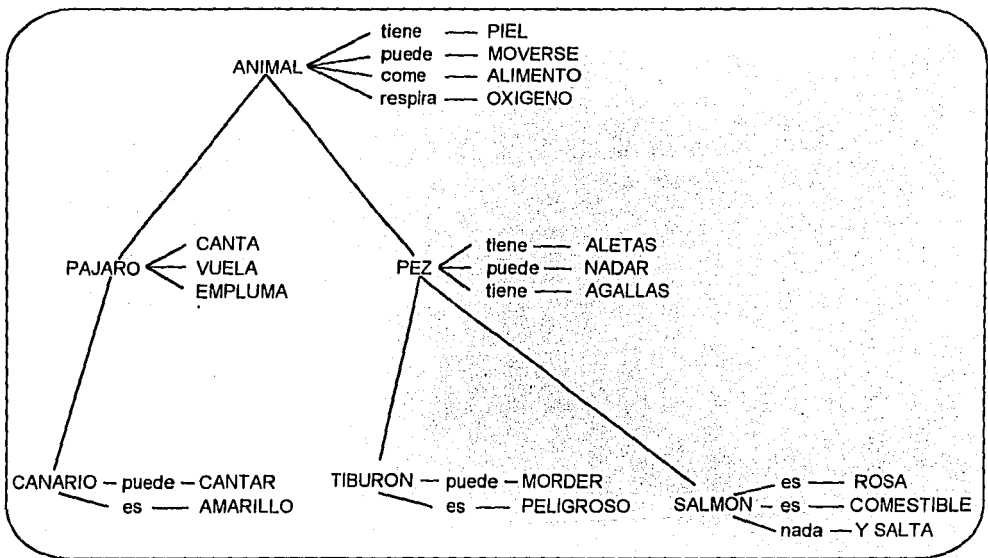 tiene — PIEL
puede — MOVERSE
ANIMAL
come — ALIMENTO
respira — OXIGENO
CANTA
PAJARO
VUELA
EMPLUMA
tiene — ALETAS
PEZ
puede — NADAR
tiene — AGALLAS
CANARIO – puede – CANTAR
es — AMARILLO
TIBURON — puede – MORDER
es — PELIGROSO
es — ROSA
SALMON – es — COMESTIBLE
nada — Y SALTA